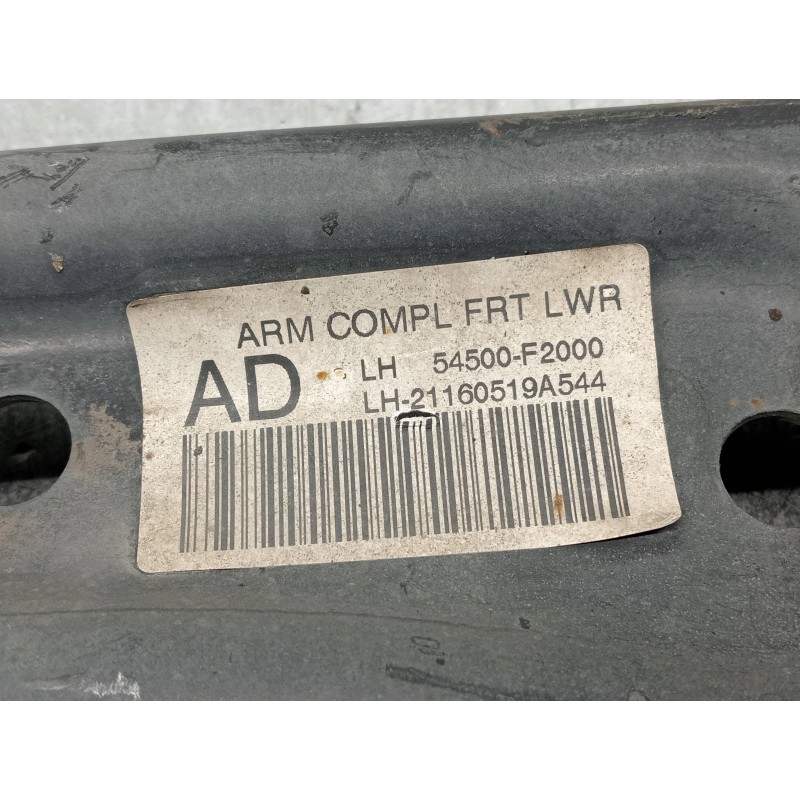 ARM COMPL FRT LWR
AD LH 54500-F2000
LH-21160519A544